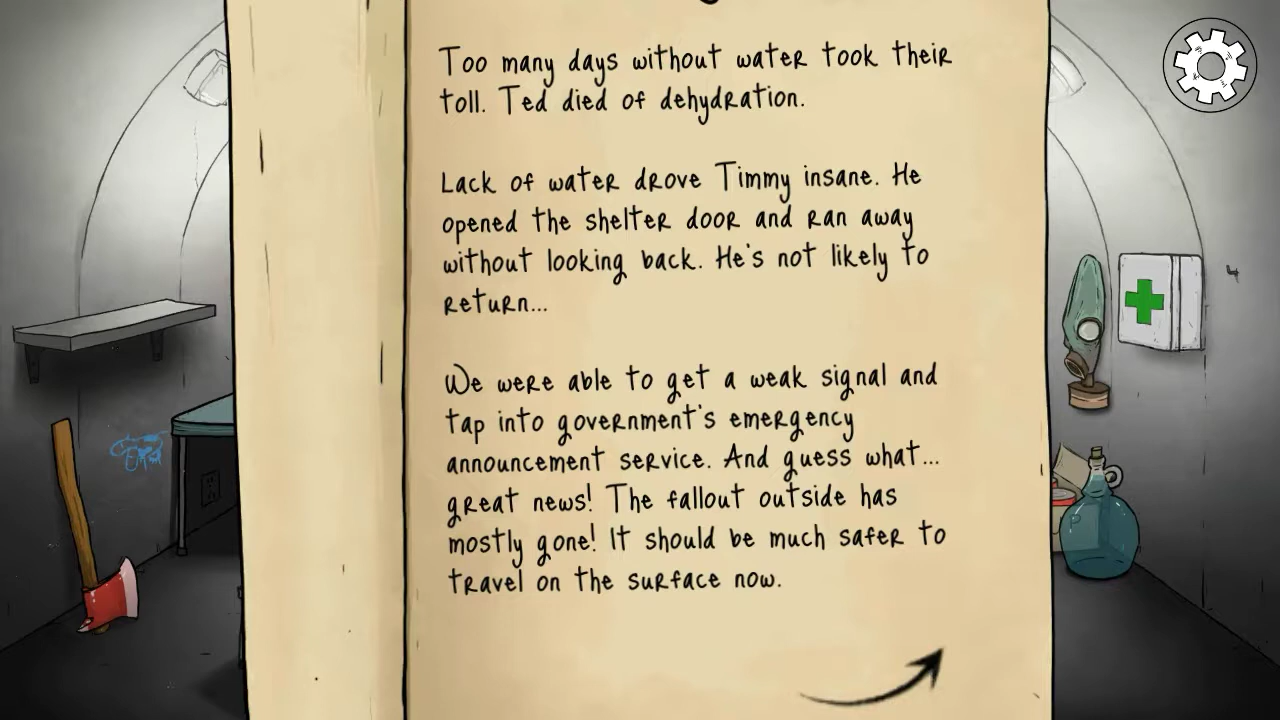 Too many days without water took their
toll. Ted died of dehydration.
Lack of water drove Timmy insane. He
opened the shelter door and ran away
without looking back. He's not likely to
return...
We were able to get a weak signal and
tap into government's emergency
announcement service. And guess what...
great news! The fallout outside has
mostly gone! It should be much safer to
travel on the surface now.